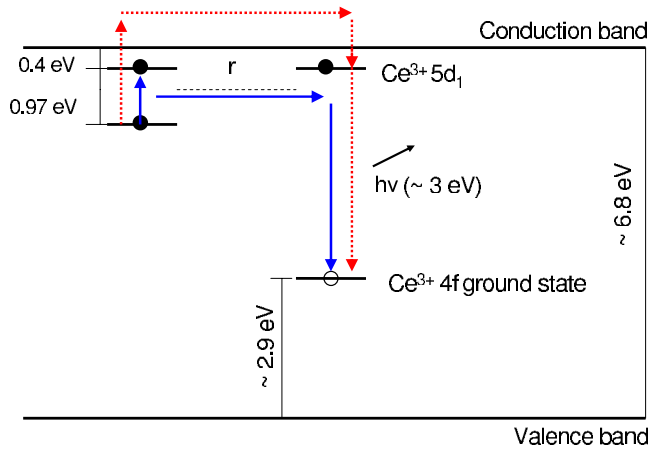 Conduction band
0.4 eV
r
Ce³⁺ 5d₁
0.97 eV
hν (~ 3 eV)
~ 6.8 eV
Ce³⁺ 4f ground state
~ 2.9 eV
Valence band